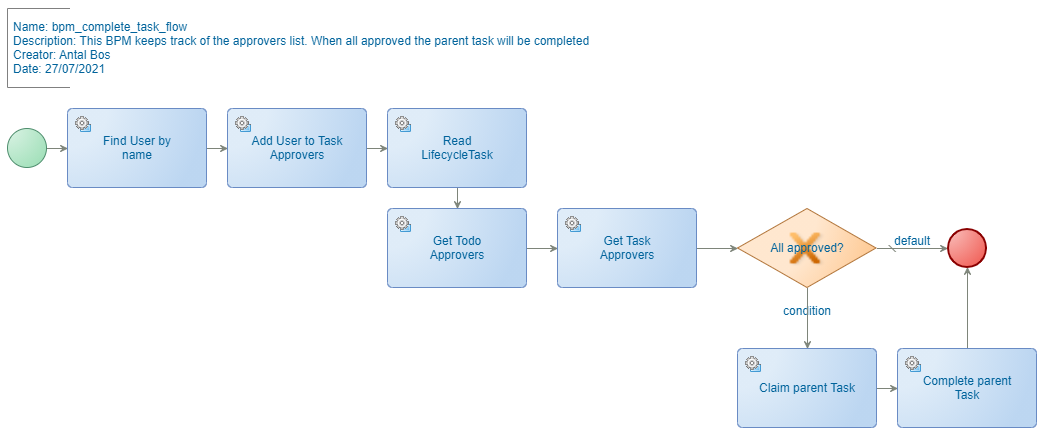 Name: bpm_complete_task_flow
Description: This BPM keeps track of the approvers list. When all approved the parent task will be completed
Creator: Antal Bos
Date: 27/07/2021
Find User by
name
Add User to Task
Approvers
Read
LifecycleTask
Get Todo
Approvers
Get Task
Approvers
All approved?
default
condition
Claim parent Task
Complete parent
Task